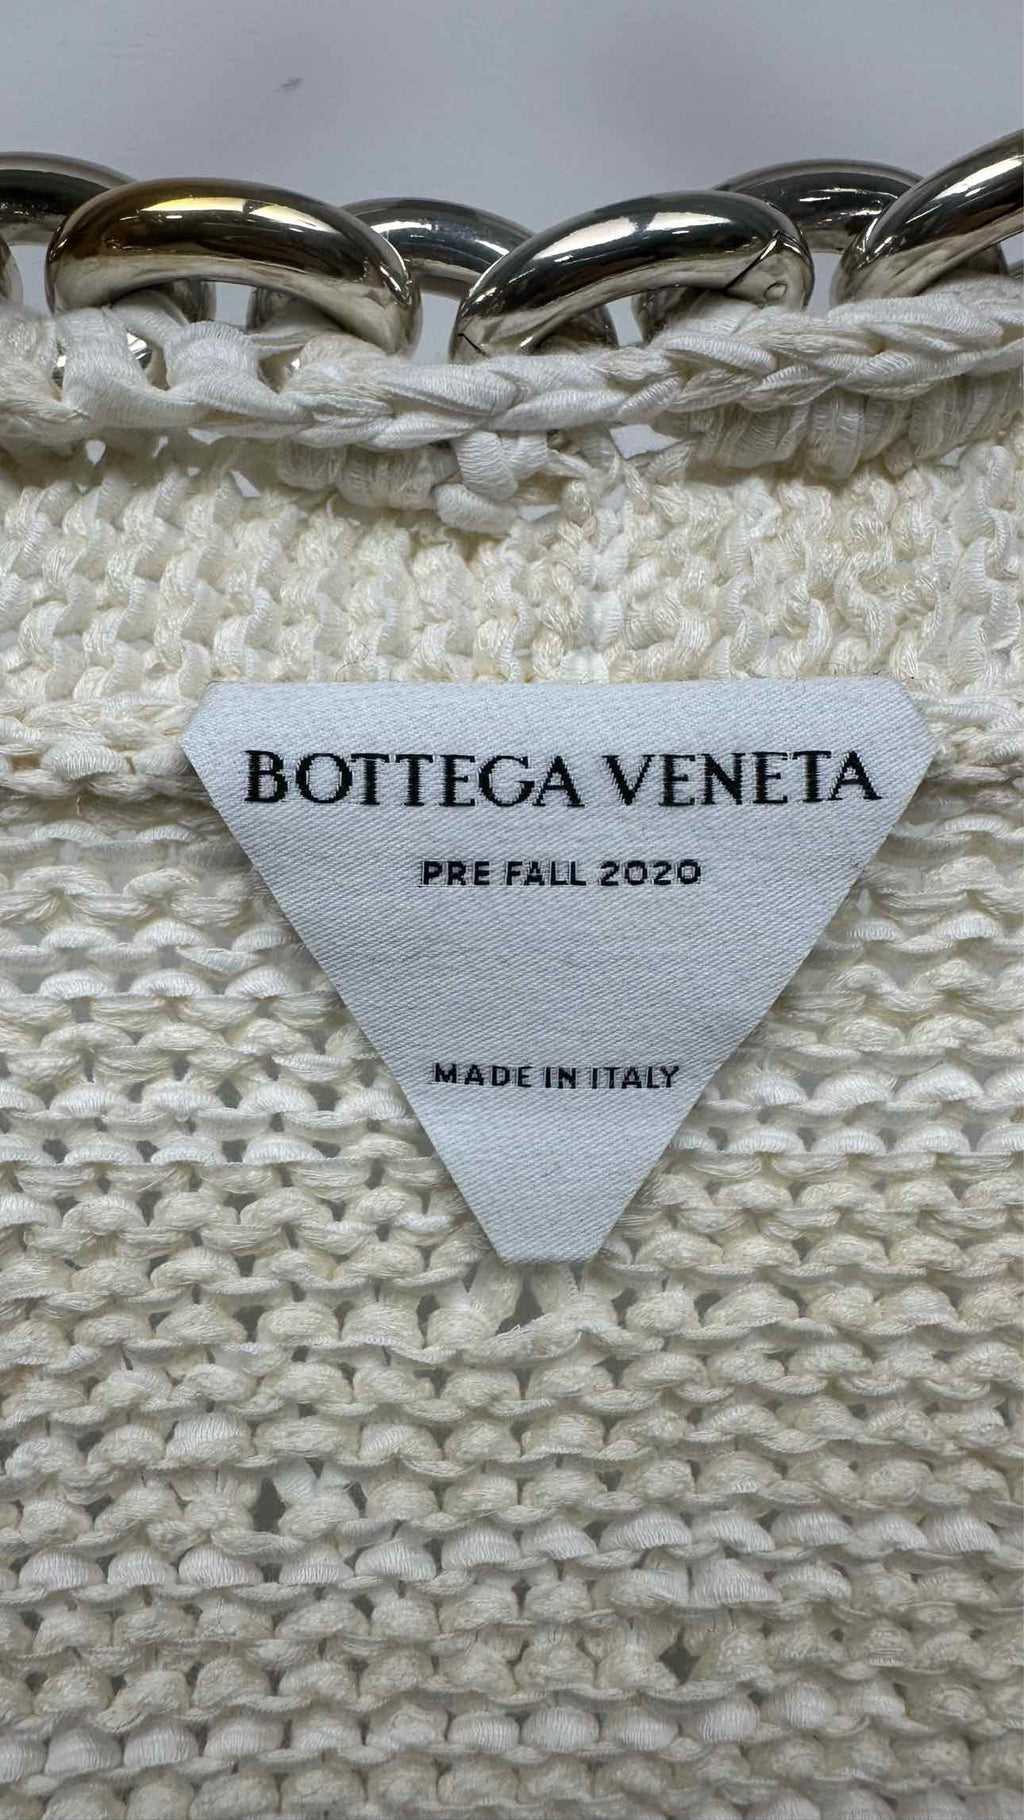 BOTTEGA VENETA
PRE FALL 2020
MADE IN ITALY